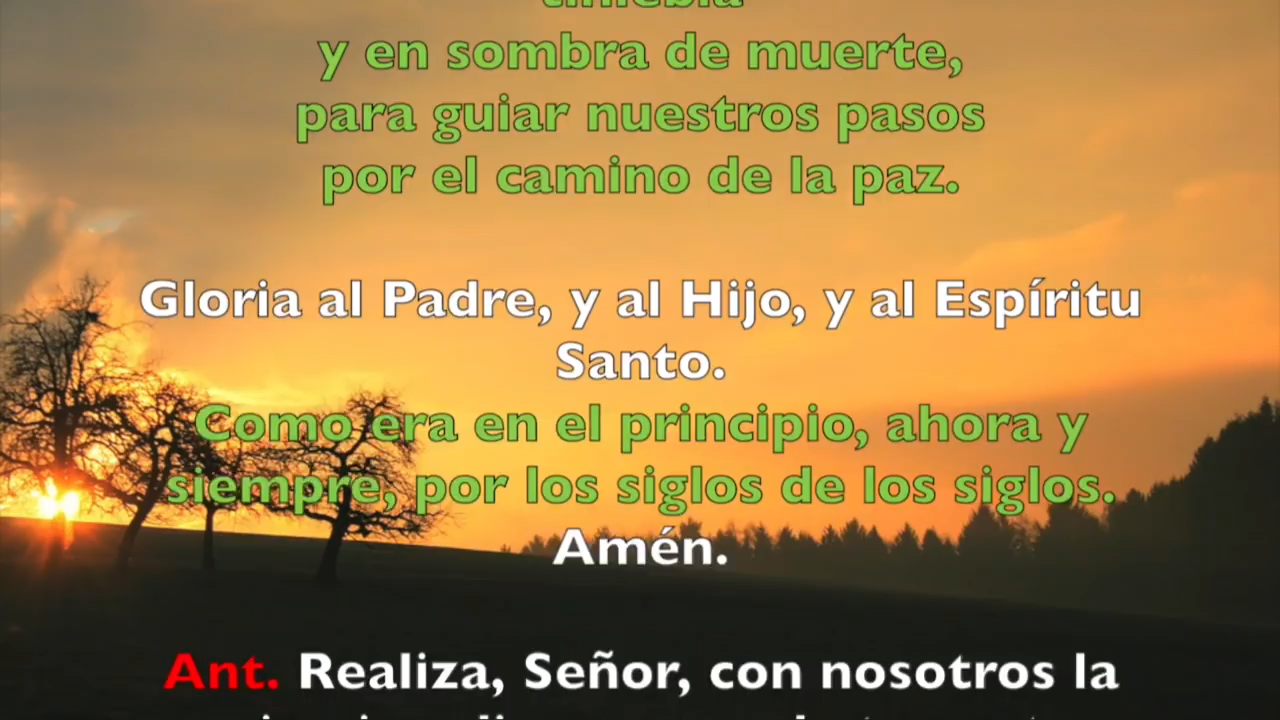 y en sombra de muerte,
para guiar nuestros pasos
por el camino de la paz.
Gloria al Padre, y al Hijo, y al Espíritu
Santo.
Como era en el principio, ahora y
siempre, por los siglos de los siglos.
Amén.
Ant. Realiza, Señor, con nosotros la